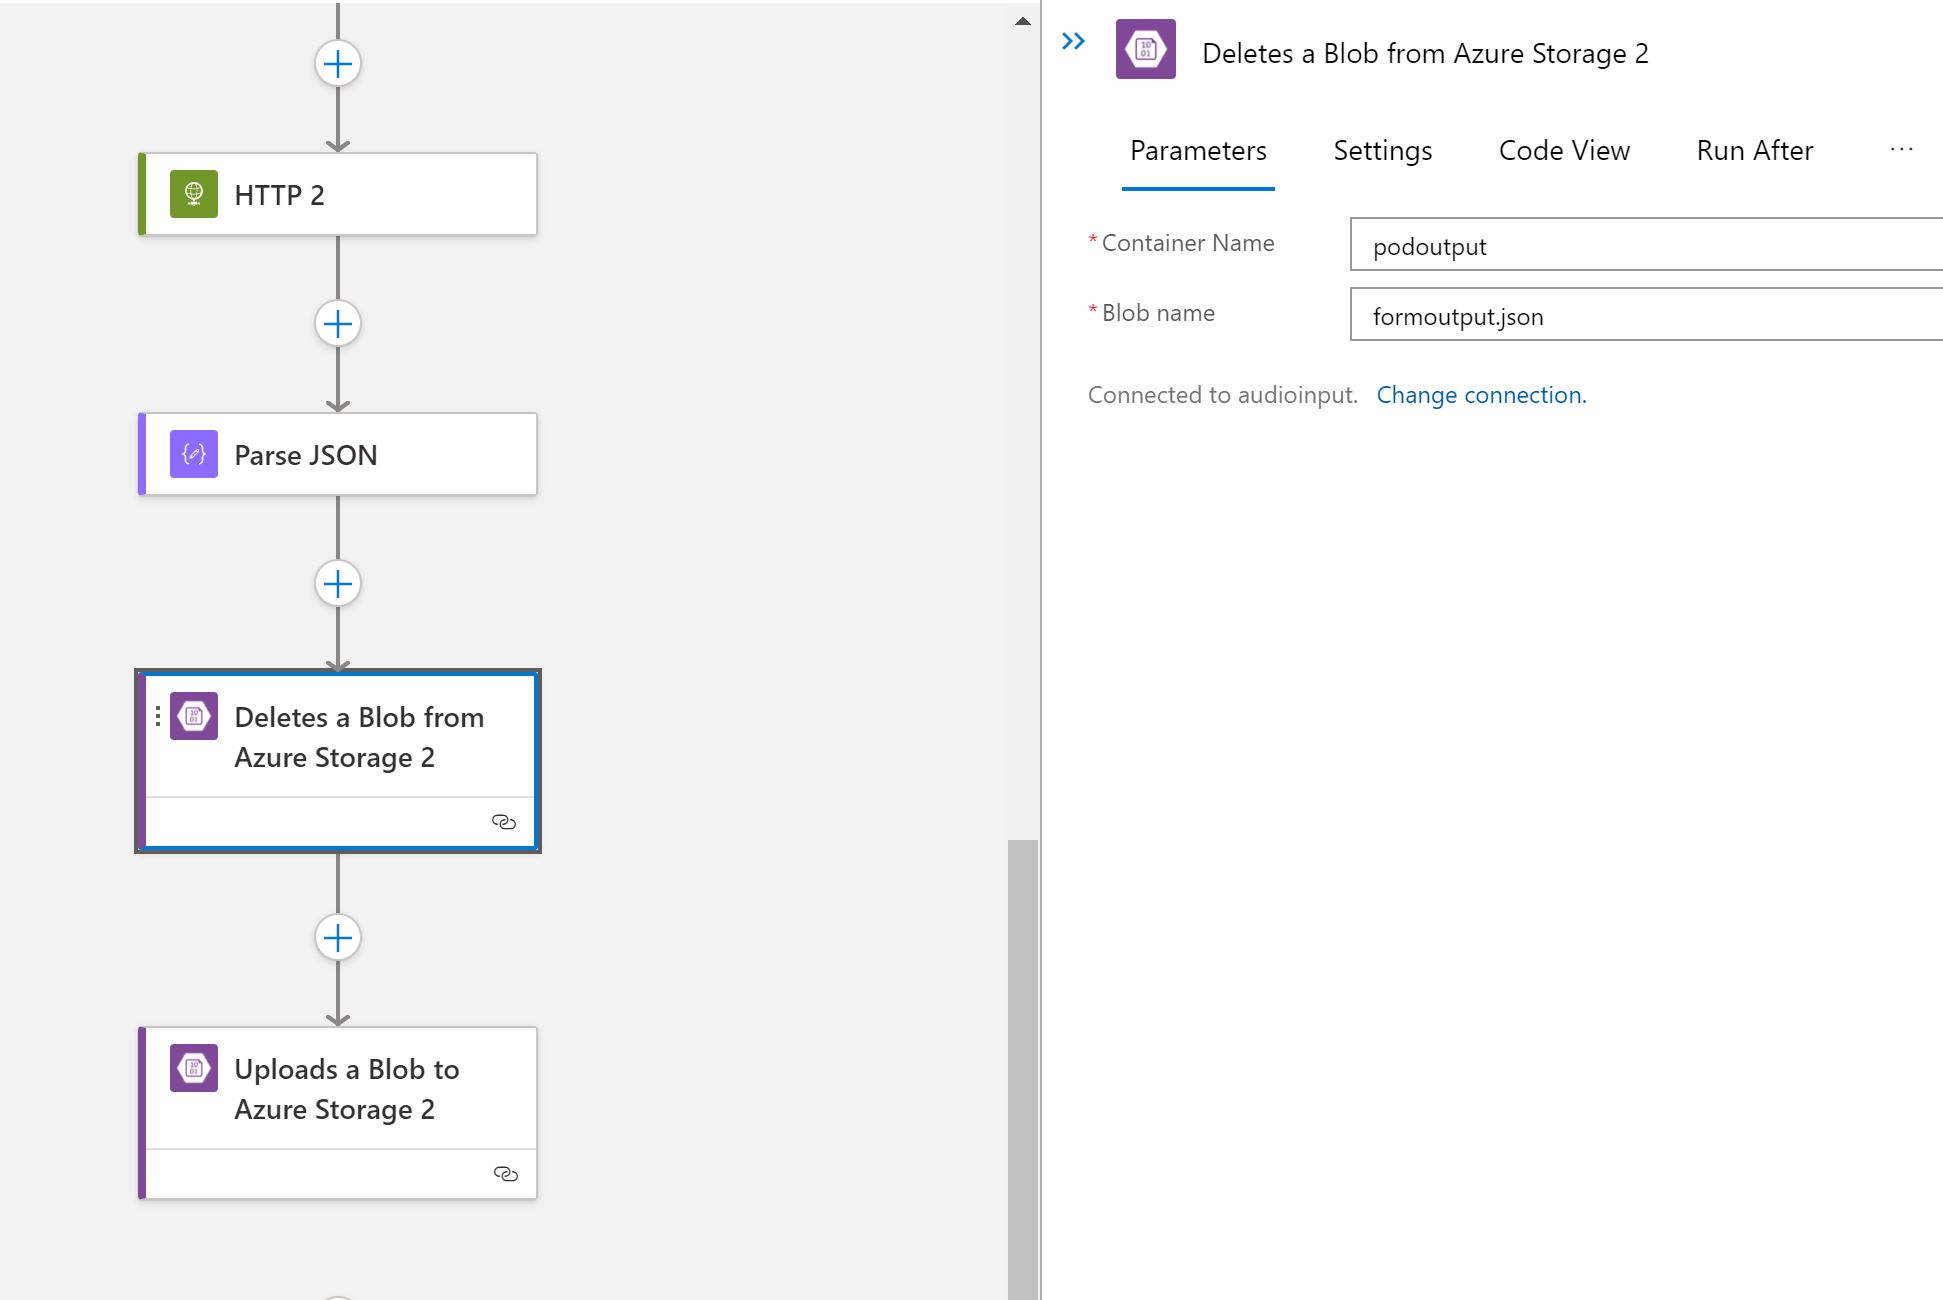 HTTP 2
Parse JSON
Deletes a Blob from
Azure Storage 2
Uploads a Blob to
Azure Storage 2
Deletes a Blob from Azure Storage 2
Parameters Settings Code View Run After ...
* Container Name podoutput
* Blob name formoutput.json
Connected to audioinput. Change connection.